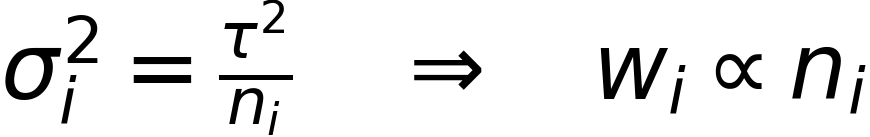 σ_i^2 = τ^2/n_i ⇒ w_i ∝ n_i